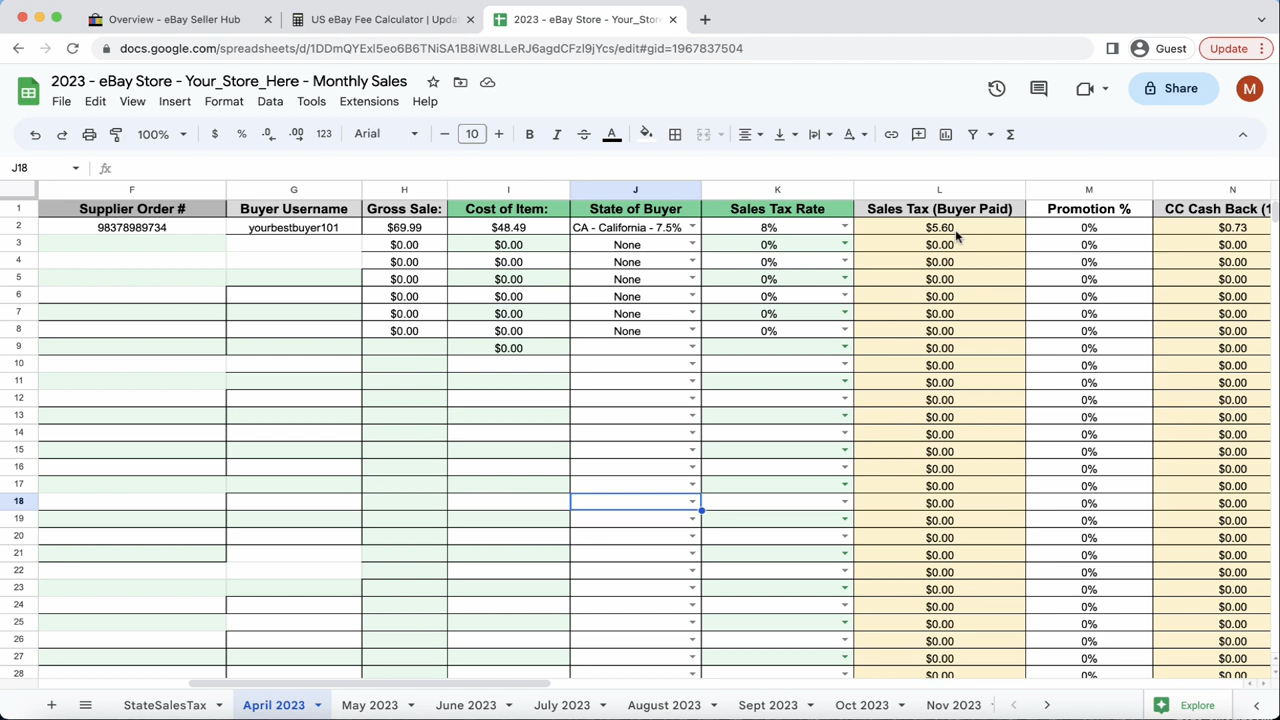 Overview - eBay Seller Hub
US eBay Fee Calculator | Upda
2023 - eBay Store - Your_Stor
docs.google.com/spreadsheets/d/1DDmQYExl5eo6B6TNiSA1B8iW8LLeRJ6agdCFzl9jYcs/edit#gid=1967837504
Guest
Update
2023 - eBay Store - Your_Store_Here - Monthly Sales
File Edit View Insert Format Data Tools Extensions Help
Share
M
100% $ % .0 .00 123 Arial 10 B I S A
J18 fx
F G H I J K L M N
1 Supplier Order # Buyer Username Gross Sale: Cost of Item: State of Buyer Sales Tax Rate Sales Tax (Buyer Paid) Promotion % CC Cash Back (1
2 98378989734 yourbestbuyer101 $69.99 $48.49 CA - California - 7.5% 8% $5.60 0% $0.73
3 $0.00 $0.00 None 0% $0.00 0% $0.00
4 $0.00 $0.00 None 0% $0.00 0% $0.00
5 $0.00 $0.00 None 0% $0.00 0% $0.00
6 $0.00 $0.00 None 0% $0.00 0% $0.00
7 $0.00 $0.00 None 0% $0.00 0% $0.00
8 $0.00 $0.00 None 0% $0.00 0% $0.00
9 $0.00 $0.00 0% $0.00
10 $0.00 0% $0.00
11 $0.00 0% $0.00
12 $0.00 0% $0.00
13 $0.00 0% $0.00
14 $0.00 0% $0.00
15 $0.00 0% $0.00
16 $0.00 0% $0.00
17 $0.00 0% $0.00
18 $0.00 0% $0.00
19 $0.00 0% $0.00
20 $0.00 0% $0.00
21 $0.00 0% $0.00
22 $0.00 0% $0.00
23 $0.00 0% $0.00
24 $0.00 0% $0.00
25 $0.00 0% $0.00
26 $0.00 0% $0.00
27 $0.00 0% $0.00
28 $0.00 0% $0.00
StateSalesTax April 2023 May 2023 June 2023 July 2023 August 2023 Sept 2023 Oct 2023 Nov 2023 Explore